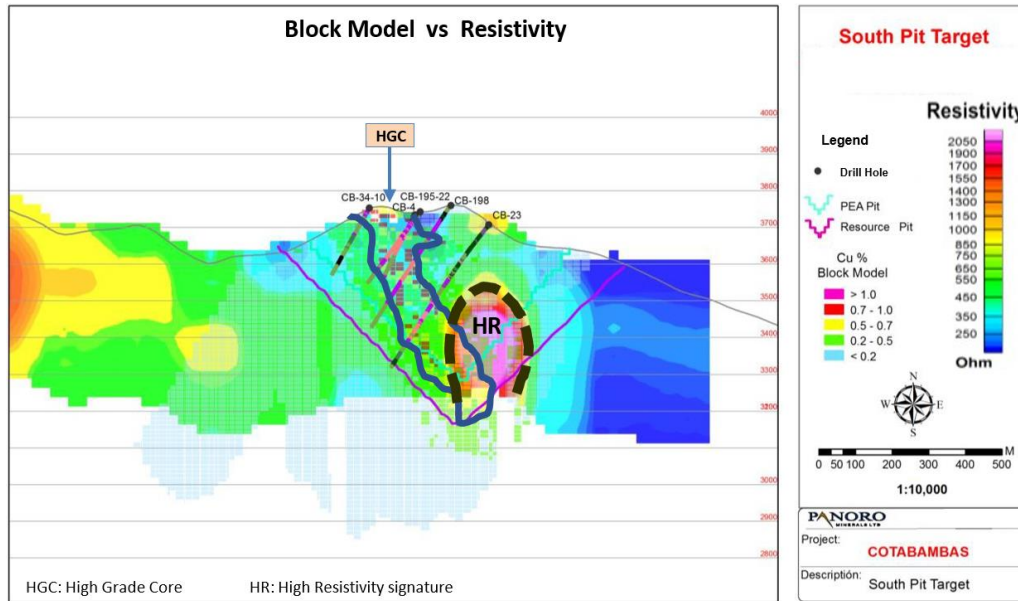 Block Model vs Resistivity
HGC
CB-34-10
CB-4
CB-195-22
CB-198
CB-23
HR
4000
3900
3800
3700
3600
3500
3400
3300
3200
3100
3000
2900
2800
HGC: High Grade Core
HR: High Resistivity signature
South Pit Target
Resistivity
Legend
Drill Hole
PEA Pit
Resource Pit
Cu %
Block Model
> 1.0
0.7 - 1.0
0.5 - 0.7
0.2 - 0.5
< 0.2
2050
1900
1700
1550
1400
1300
1150
1000
850
750
650
550
450
350
250
Ohm
N
W E
S
M
0 50 100 200 300 400 500
1:10,000
PANORO
MINERALS LTD
Project:
COTABAMBAS
Descriptión:
South Pit Target